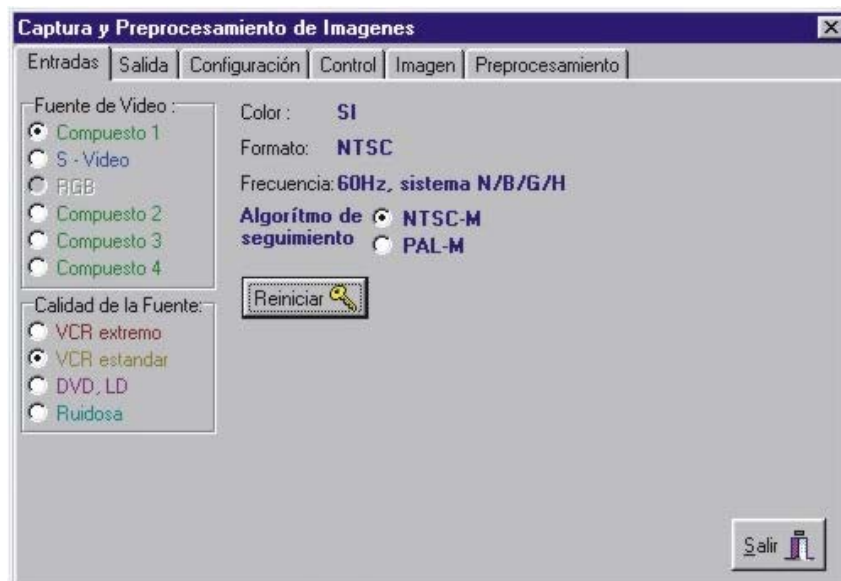 Captura y Preprocesamiento de Imagenes
Entradas Salida Configuración Control Imagen Preprocesamiento
Fuente de Video :
Compuesto 1
S - Video
RGB
Compuesto 2
Compuesto 3
Compuesto 4
Calidad de la Fuente:
VCR extremo
VCR estandar
DVD, LD
Ruidosa
Color : SI
Formato: NTSC
Frecuencia: 60Hz, sistema N/B/G/H
Algorítmo de
seguimiento
NTSC-M
PAL-M
Reiniciar
Salir